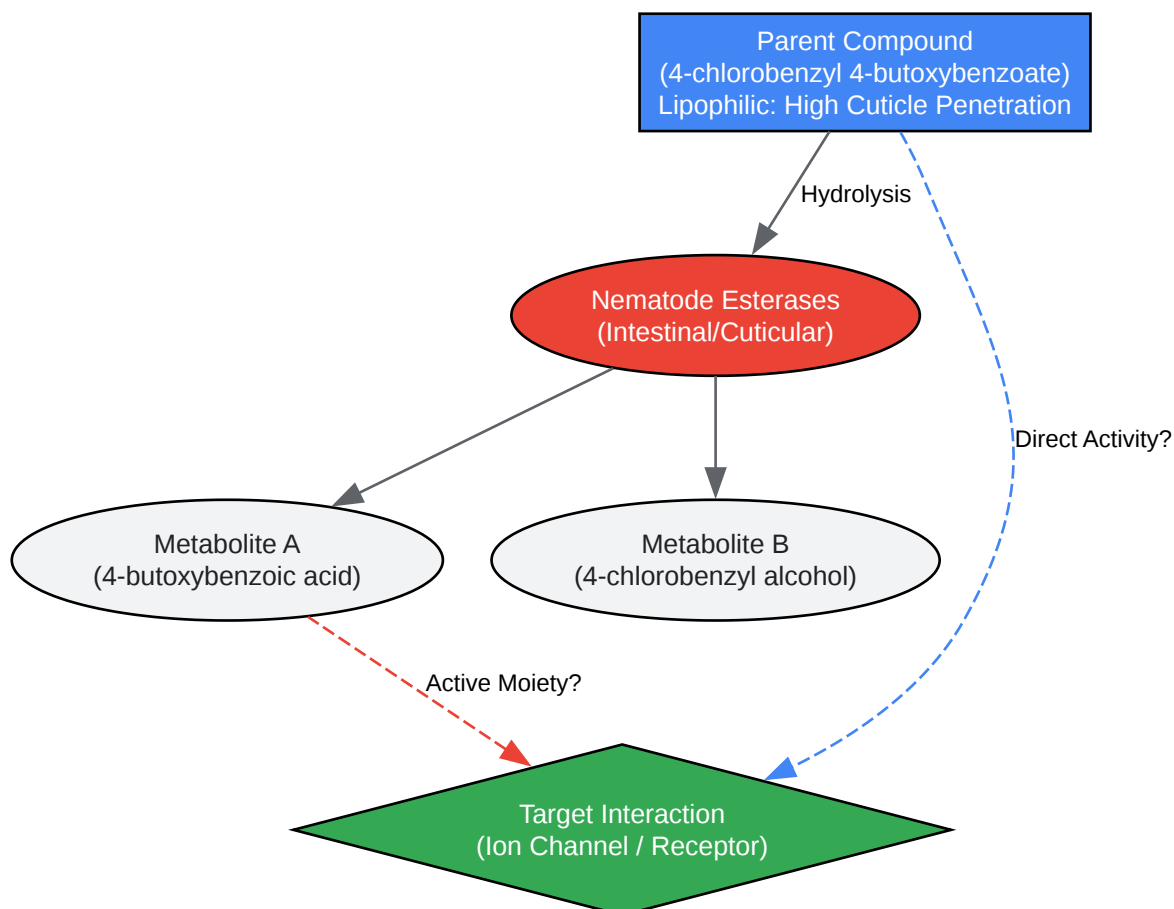 Parent Compound
(4-chlorobenzyl 4-butoxybenzoate)
Lipophilic: High Cuticle Penetration
Hydrolysis
Nematode Esterases
(Intestinal/Cuticular)
Direct Activity?
Metabolite A
(4-butoxybenzoic acid)
Metabolite B
(4-chlorobenzyl alcohol)
Active Moiety?
Target Interaction
(Ion Channel / Receptor)